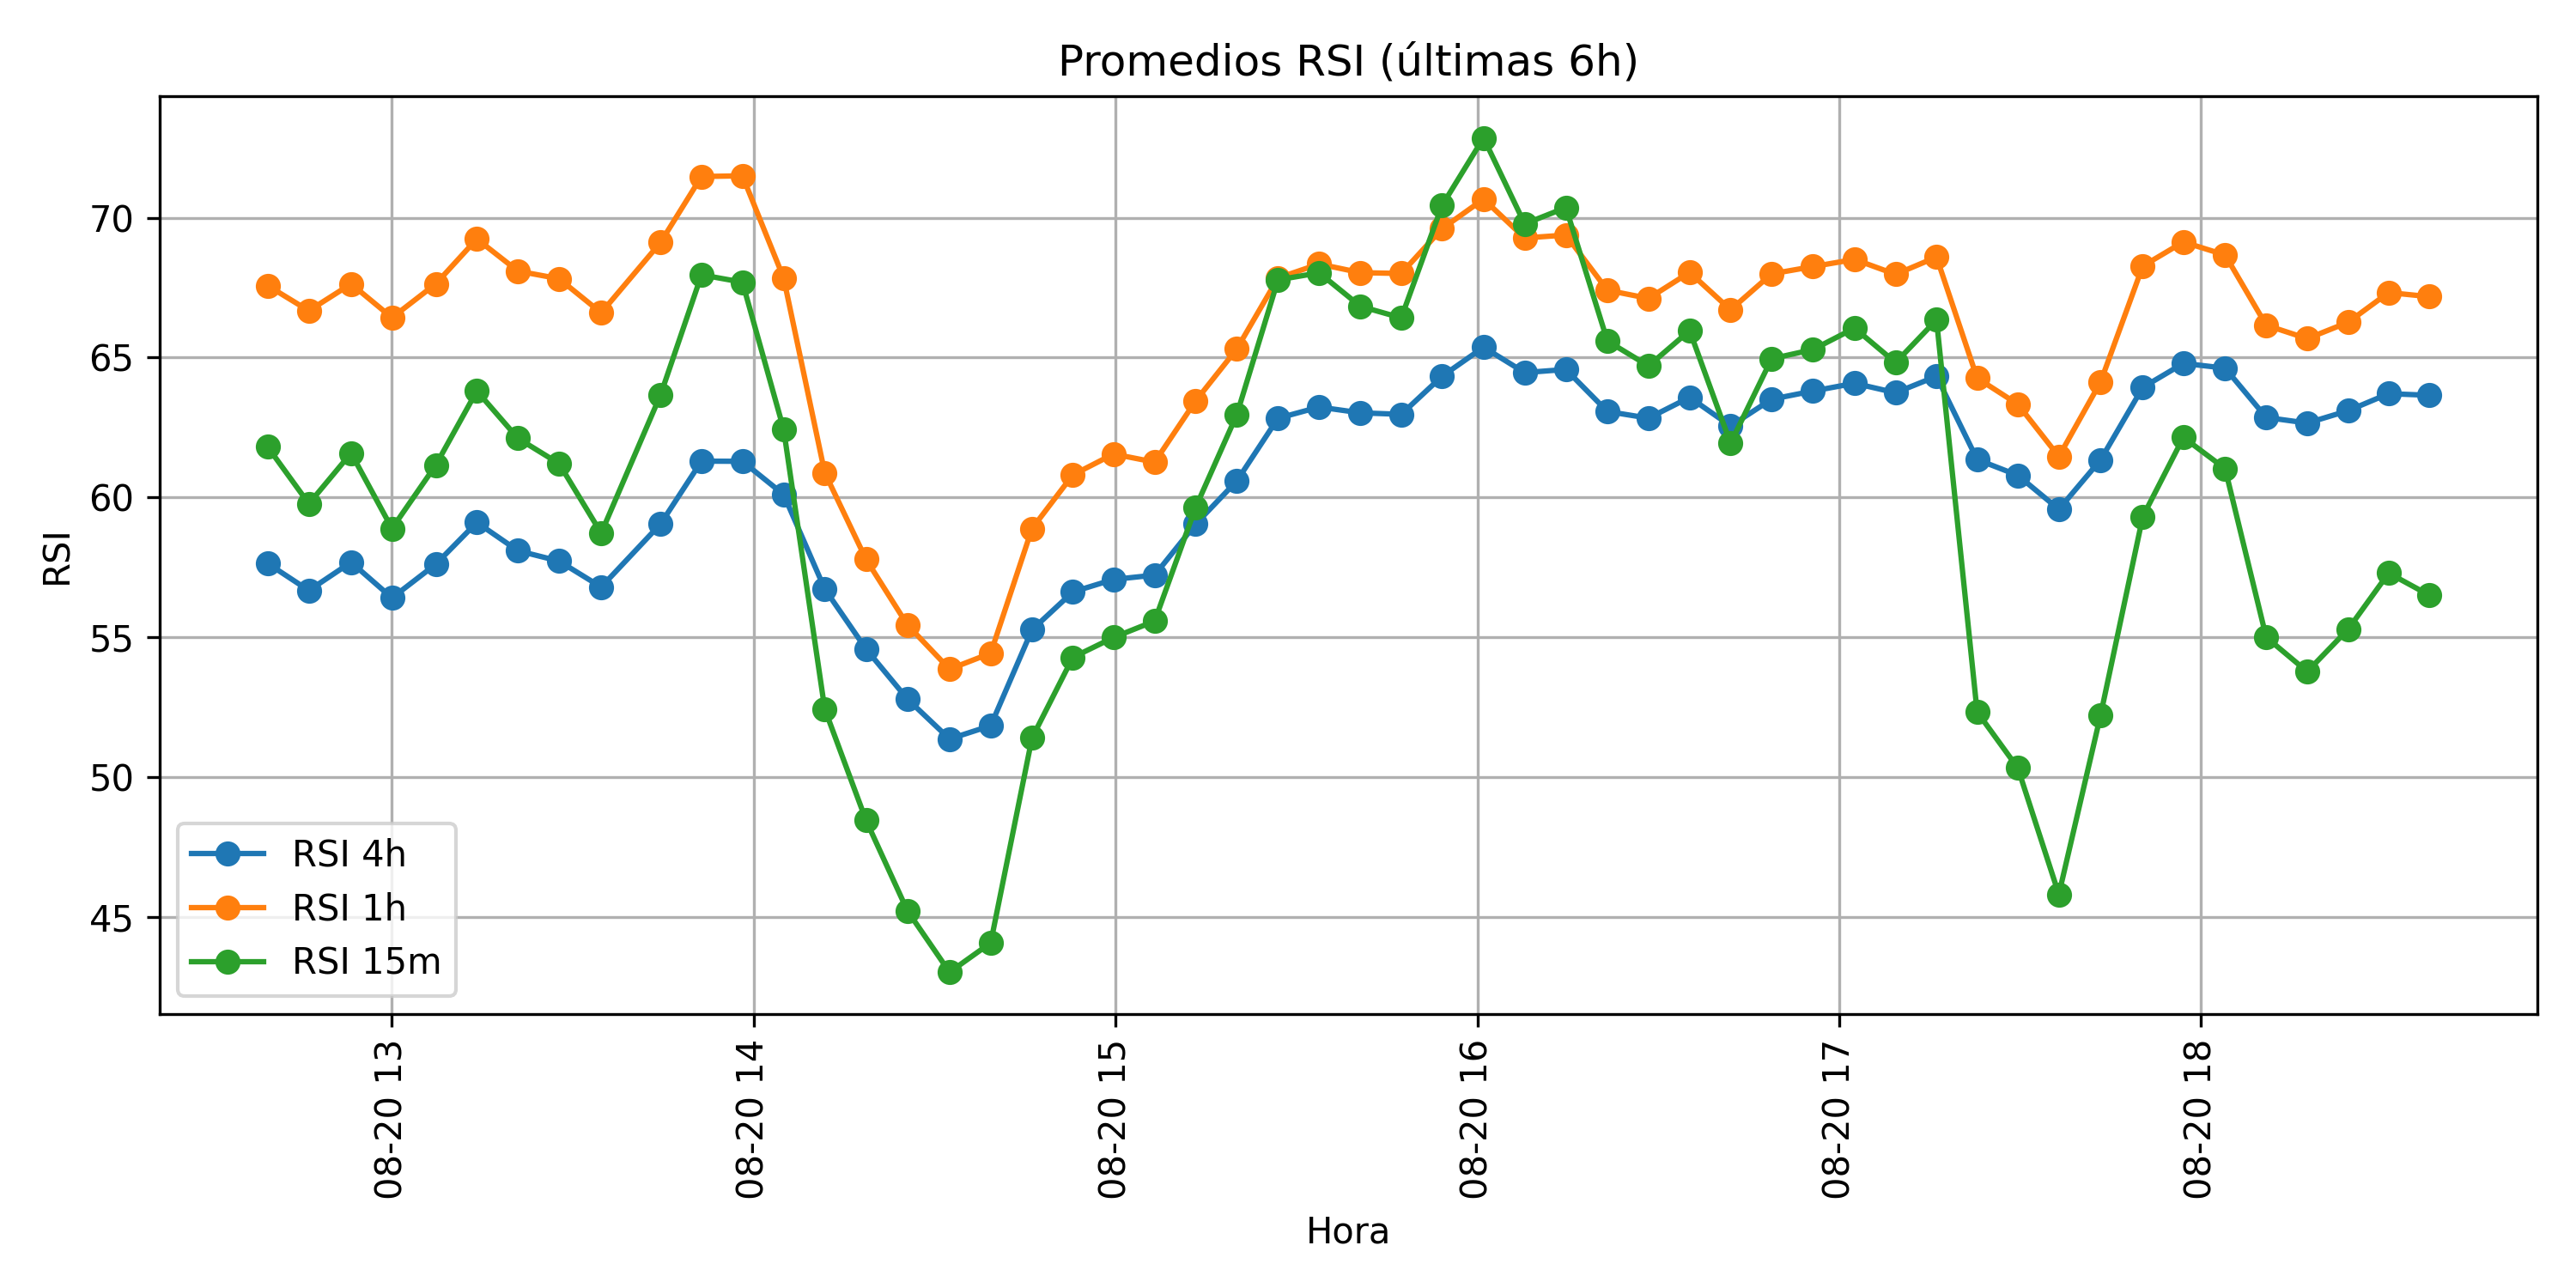 Promedios RSI (últimas 6h)
RSI
70
65
60
55
50
45
RSI 4h
RSI 1h
RSI 15m
08-20 13
08-20 14
08-20 15
08-20 16
08-20 17
08-20 18
Hora